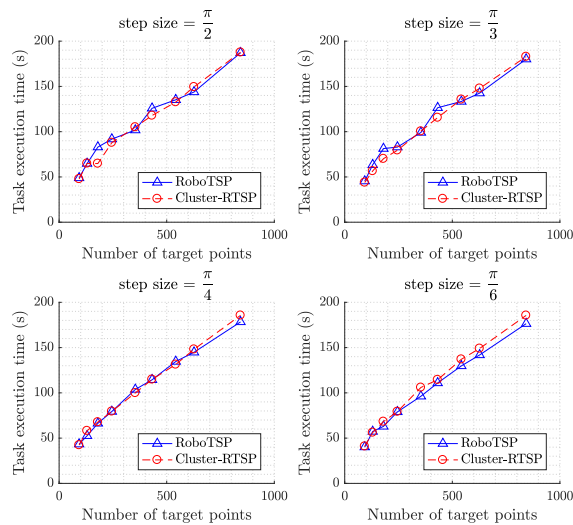 step size = π/2
200
150
100
50
0
Task execution time (s)
RoboTSP
Cluster-RTSP
0 500 1000
Number of target points
step size = π/3
200
150
100
50
0
Task execution time (s)
RoboTSP
Cluster-RTSP
0 500 1000
Number of target points
step size = π/4
200
150
100
50
0
Task execution time (s)
RoboTSP
Cluster-RTSP
0 500 1000
Number of target points
step size = π/6
200
150
100
50
0
Task execution time (s)
RoboTSP
Cluster-RTSP
0 500 1000
Number of target points